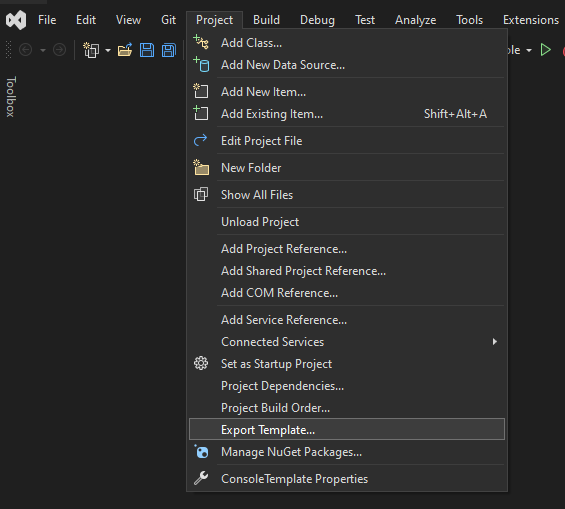 File Edit View Git Project Build Debug Test Analyze Tools Extensions
Toolbox
Add Class...
Add New Data Source...
Add New Item...
Add Existing Item... Shift+Alt+A
Edit Project File
New Folder
Show All Files
Unload Project
Add Project Reference...
Add Shared Project Reference...
Add COM Reference...
Add Service Reference...
Connected Services
Set as Startup Project
Project Dependencies...
Project Build Order...
Export Template...
Manage NuGet Packages...
ConsoleTemplate Properties